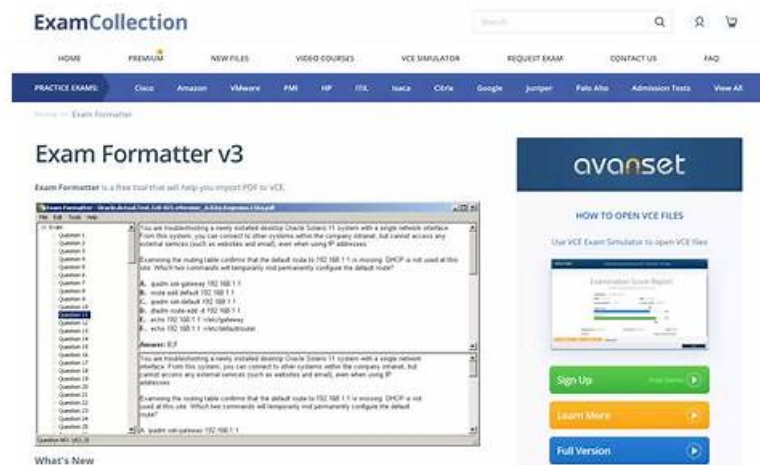 ExamCollection
Search
HOME PREMIUM NEW FILES VIDEO COURSES VCE SIMULATOR REQUEST EXAM CONTACT US FAQ
PRACTICE EXAMS: Cisco Amazon VMware PMI HP ITIL Isaca Citrix Google Juniper Palo Alto Admission Tests View All
Home >> Exam Formatter
Exam Formatter v3
Exam Formatter is a free tool that will help you import PDF to VCE.
Exam Formatter - Oracle
File Edit Tools Help
Exam
Question 1
Question 2
Question 3
Question 4
Question 5
Question 6
Question 7
Question 8
Question 9
Question 10
Question 11
Question 12
Question 13
Question 14
Question 15
Question 16
Question 17
Question 18
Question 19
Question 20
Question 21
Question 22
Question 23
Question 24
Question 25
You are troubleshooting a newly installed desktop Oracle Solaris 11 system with a single network interface.
From this system, you can connect to other systems within the company intranet, but cannot access any
external services (such as websites and email), even when using IP addresses.
Examining the routing table confirms that the default route to 192.168.1.1 is missing. DHCP is not used at this
site. Which two commands will temporarily and permanently configure the default route?
A. ipadm set-gateway 192.168.1.1
B. route add default 192.168.1.1
C. ipadm set-default 192.168.1.1
D. dladm route-add -d 192.168.1.1
E. echo 192.168.1.1 >/etc/gateway
F. echo 192.168.1.1 >/etc/defaultrouter
Answer: B,F
You are troubleshooting a newly installed desktop Oracle Solaris 11 system with a single network
interface. From this system, you can connect to other systems within the company intranet, but
cannot access any external services (such as websites and email), even when using IP
addresses.
Examining the routing table confirms that the default route to 192.168.1.1 is missing. DHCP is not
used at this site. Which two commands will temporarily and permanently configure the default
route?
A. ipadm set-gateway 192.168.1.1
What's New
avanset
HOW TO OPEN VCE FILES
Use VCE Exam Simulator to open VCE files
Examination Score Report
Sign Up Free Demo
Learn More
Full Version